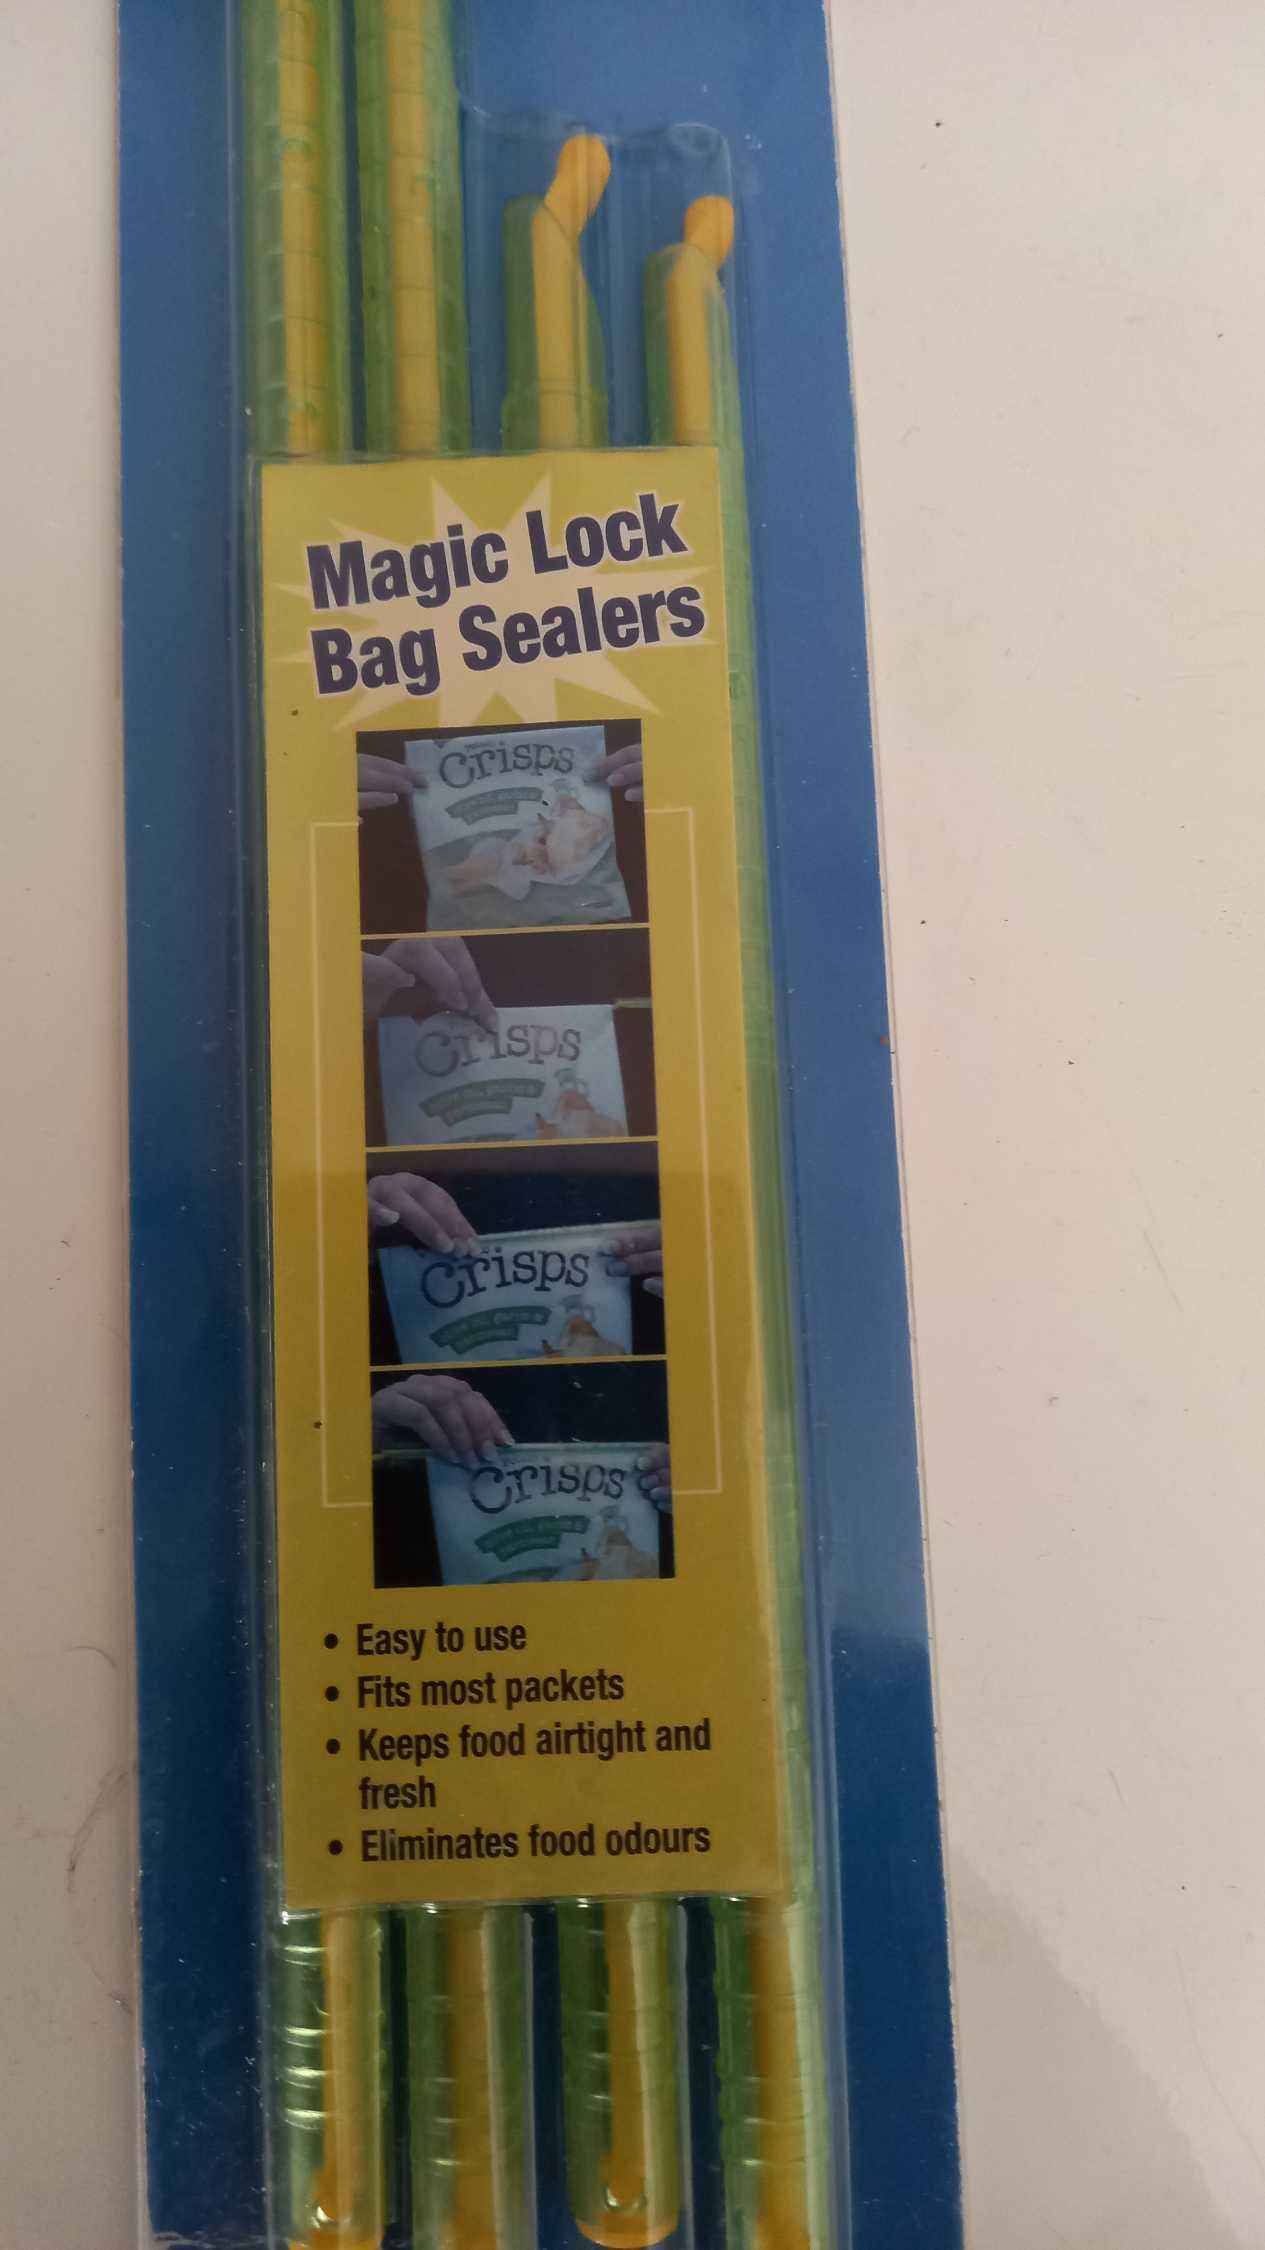 Magic Lock
Bag Sealers
Crisps
Crisps
Crisps
Crisps
• Easy to use
• Fits most packets
• Keeps food airtight and
fresh
• Eliminates food odours